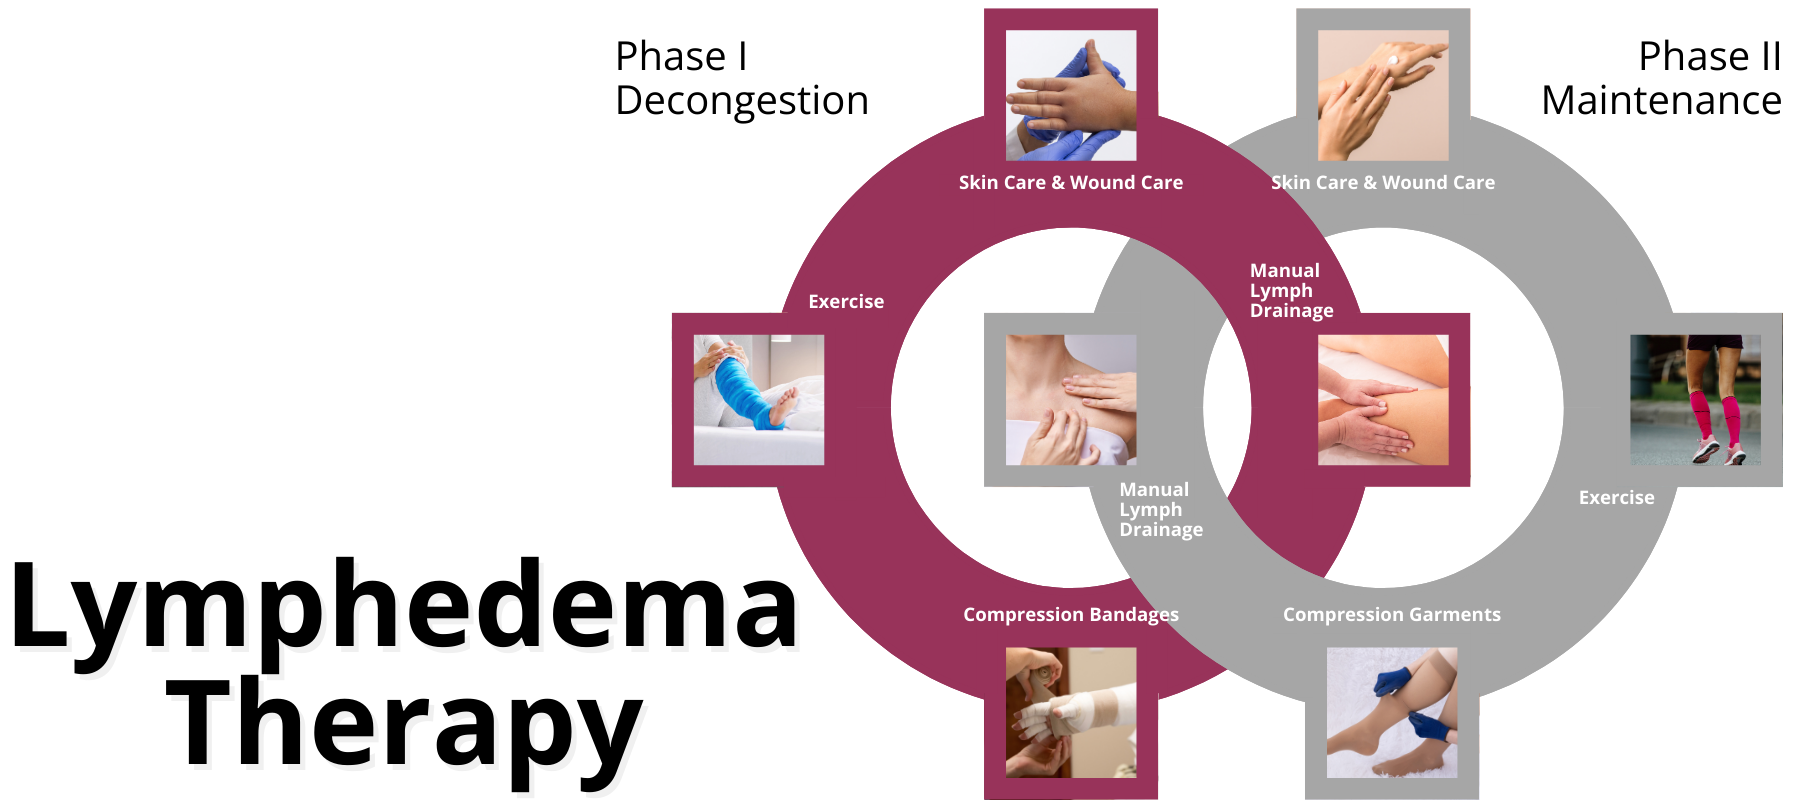 Phase I
Decongestion
Phase II
Maintenance
Skin Care & Wound Care
Skin Care & Wound Care
Manual
Lymph
Drainage
Exercise
Manual
Lymph
Drainage
Exercise
Compression Bandages
Compression Garments
Lymphedema
Therapy